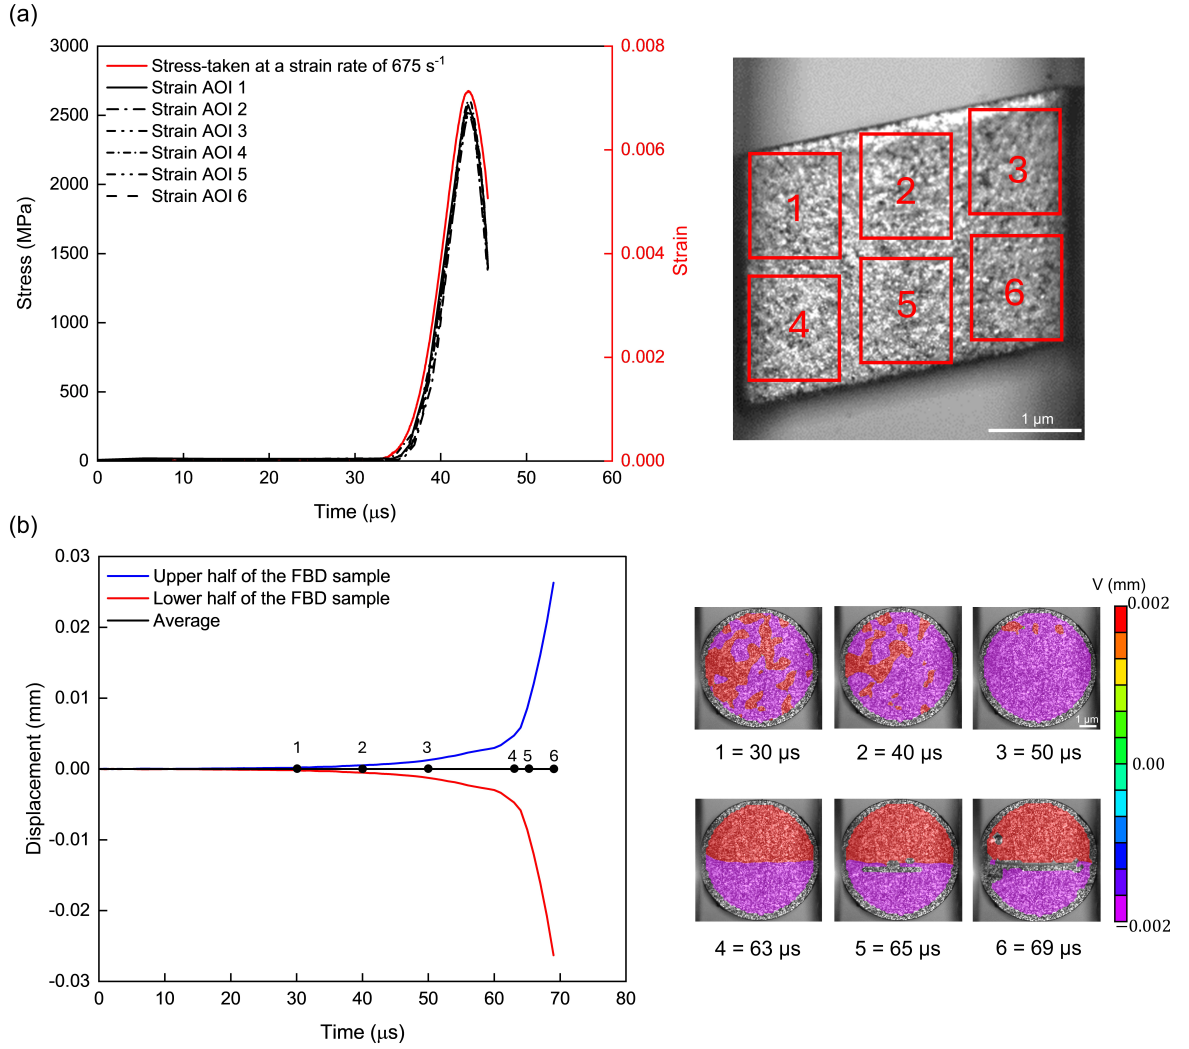 (a)
3000
2500
2000
1500
1000
500
0
Stress (MPa)
Stress-taken at a strain rate of 675 s⁻¹
Strain AOI 1
Strain AOI 2
Strain AOI 3
Strain AOI 4
Strain AOI 5
Strain AOI 6
0.008
0.006
0.004
0.002
0.000
Strain
0 10 20 30 40 50 60
Time (μs)
1 2 3
4 5 6
1 μm
(b)
0.03
0.02
0.01
0.00
-0.01
-0.02
-0.03
Displacement (mm)
Upper half of the FBD sample
Lower half of the FBD sample
Average
1 2 3 4 5 6
0 10 20 30 40 50 60 70 80
Time (μs)
V (mm)
0.002
0.00
−0.002
1 μm
1 = 30 μs 2 = 40 μs 3 = 50 μs
4 = 63 μs 5 = 65 μs 6 = 69 μs